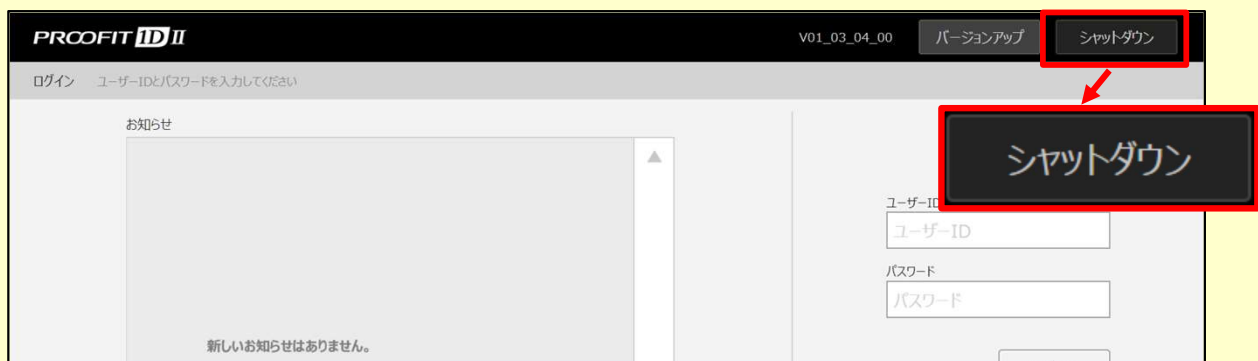 PROOFIT 1D II
V01_03_04_00 バージョンアップ シャットダウン
ログイン ユーザーIDとパスワードを入力してください
お知らせ
シャットダウン
ユーザーID
ユーザーID
パスワード
パスワード
新しいお知らせはありません。